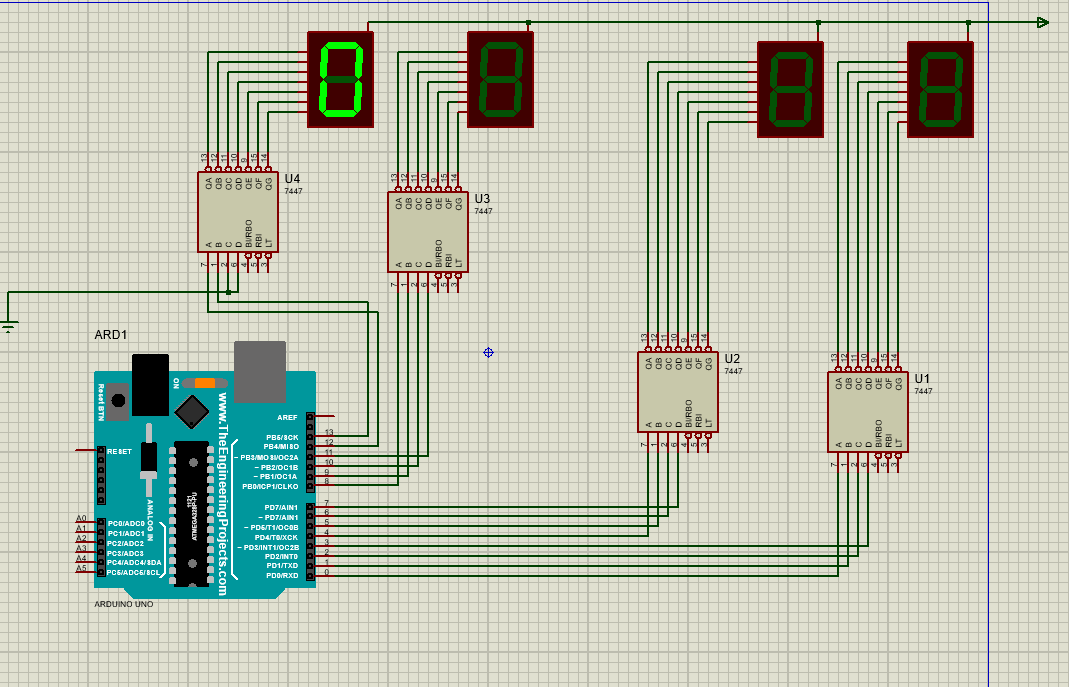 13 12 11 10 9 15 14
QA QB QC QD QE QF QG
U4
7447
A B C D BI/RBO RBI LT
7 1 2 6 4 5 3
13 12 11 10 9 15 14
QA QB QC QD QE QF QG
U3
7447
A B C D BI/RBO RBI LT
7 1 2 6 4 5 3
13 12 11 10 9 15 14
QA QB QC QD QE QF QG
U2
7447
A B C D BI/RBO RBI LT
7 1 2 6 4 5 3
13 12 11 10 9 15 14
QA QB QC QD QE QF QG
U1
7447
A B C D BI/RBO RBI LT
7 1 2 6 4 5 3
ARD1
Reset BTN
ON
www.TheEngineeringProjects.com
ANALOG IN
RESET
A0 PC0/ADC0
A1 PC1/ADC1
A2 PC2/ADC2
A3 PC3/ADC3
A4 PC4/ADC4/SDA
A5 PC5/ADC5/SCL
AREF
PB5/SCK 13
PB4/MISO 12
~ PB3/MOSI/OC2A 11
~ PB2/OC1B 10
~ PB1/OC1A 9
PB0/ICP1/CLKO 8
PD7/AIN1 7
~ PD7/AIN1 6
~ PD5/T1/OC0B 5
PD4/T0/XCK 4
~ PD3/INT1/OC2B 3
PD2/INT0 2
PD1/TXD 1
PD0/RXD 0
ARDUINO UNO